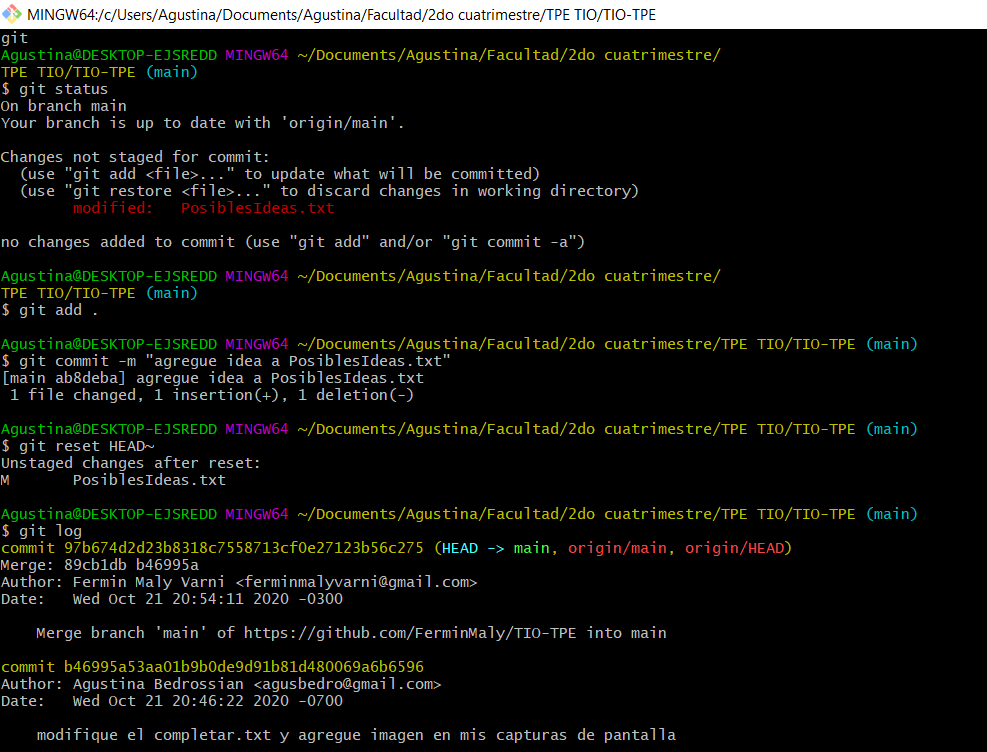 MINGW64:/c/Users/Agustina/Documents/Agustina/Facultad/2do cuatrimestre/TPE TIO/TIO-TPE
git
Agustina@DESKTOP-EJSREDD MINGW64 ~/Documents/Agustina/Facultad/2do cuatrimestre/
TPE TIO/TIO-TPE (main)
$ git status
On branch main
Your branch is up to date with 'origin/main'.

Changes not staged for commit:
  (use "git add <file>..." to update what will be committed)
  (use "git restore <file>..." to discard changes in working directory)
        modified:   PosiblesIdeas.txt

no changes added to commit (use "git add" and/or "git commit -a")

Agustina@DESKTOP-EJSREDD MINGW64 ~/Documents/Agustina/Facultad/2do cuatrimestre/
TPE TIO/TIO-TPE (main)
$ git add .

Agustina@DESKTOP-EJSREDD MINGW64 ~/Documents/Agustina/Facultad/2do cuatrimestre/TPE TIO/TIO-TPE (main)
$ git commit -m "agregue idea a PosiblesIdeas.txt"
[main ab8deba] agregue idea a PosiblesIdeas.txt
 1 file changed, 1 insertion(+), 1 deletion(-)

Agustina@DESKTOP-EJSREDD MINGW64 ~/Documents/Agustina/Facultad/2do cuatrimestre/TPE TIO/TIO-TPE (main)
$ git reset HEAD~
Unstaged changes after reset:
M       PosiblesIdeas.txt

Agustina@DESKTOP-EJSREDD MINGW64 ~/Documents/Agustina/Facultad/2do cuatrimestre/TPE TIO/TIO-TPE (main)
$ git log
commit 97b674d2d23b8318c7558713cf0e27123b56c275 (HEAD -> main, origin/main, origin/HEAD)
Merge: 89cb1db b46995a
Author: Fermin Maly Varni <ferminmalyvarni@gmail.com>
Date:   Wed Oct 21 20:54:11 2020 -0300

    Merge branch 'main' of https://github.com/FerminMaly/TIO-TPE into main

commit b46995a53aa01b9b0de9d91b81d480069a6b6596
Author: Agustina Bedrossian <agusbedro@gmail.com>
Date:   Wed Oct 21 20:46:22 2020 -0700

    modifique el completar.txt y agregue imagen en mis capturas de pantalla